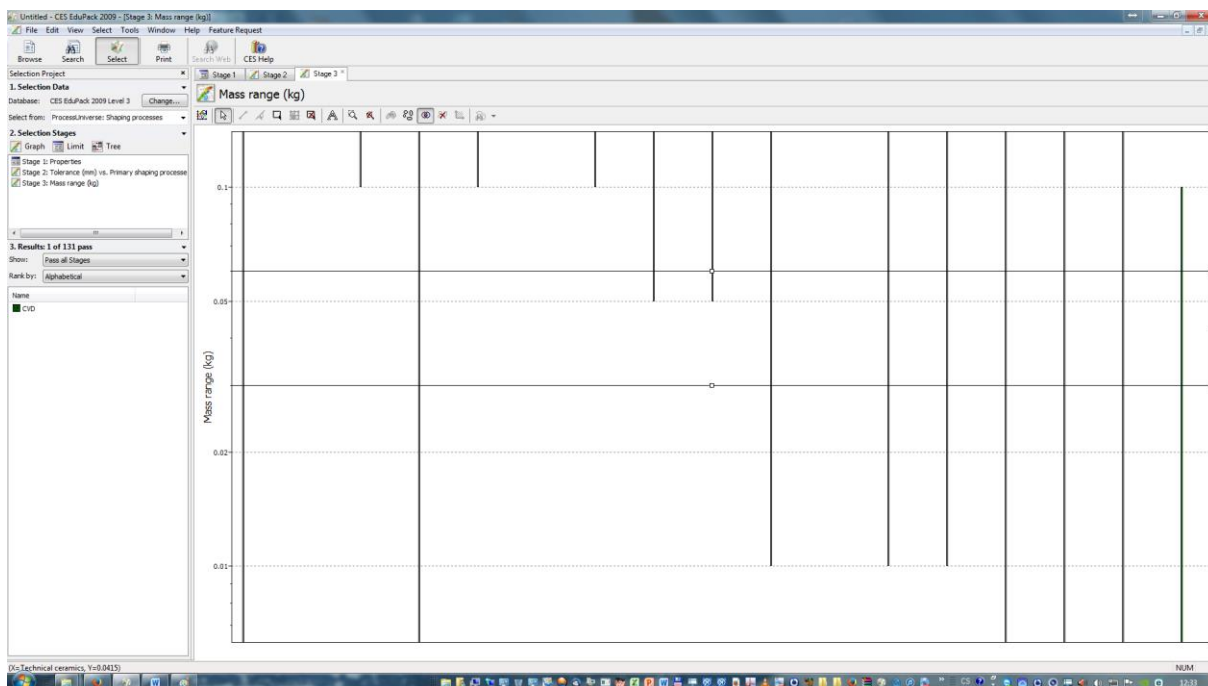 Untitled - CES EduPack 2009 - [Stage 3: Mass range (kg)]
File Edit View Select Tools Window Help Feature Request
Browse Search Select Print Search Web CES Help
Selection Project
1. Selection Data
Database: CES EduPack 2009 Level 3 Change...
Select from: ProcessUniverse: Shaping processes
2. Selection Stages
Graph Limit Tree
Stage 1: Properties
Stage 2: Tolerance (mm) vs. Primary shaping processe
Stage 3: Mass range (kg)
3. Results: 1 of 131 pass
Show: Pass all Stages
Rank by: Alphabetical
Name
CVD
Stage 1 Stage 2 Stage 3 *
Mass range (kg)
0.1
0.05
0.02
0.01
Mass range (kg)
(X=Technical ceramics, Y=0.0415)
NUM
CS
12:33